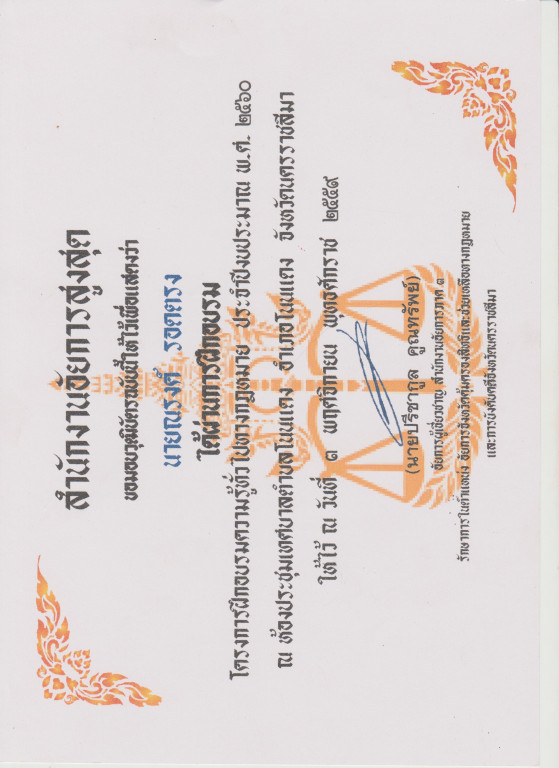 สำนักงานอัยการสูงสุด
ขอมอบวุฒิบัตรฉบับนี้ให้ไว้เพื่อแสดงว่า
นายณรงค์ รอดตรง
ได้ผ่านการฝึกอบรม
โครงการฝึกอบรมความรู้ทั่วไปทางกฎหมาย ประจำปีงบประมาณ พ.ศ. ๒๕๖๐
ณ ห้องประชุมเทศบาลตำบลโนนแดง อำเภอโนนแดง จังหวัดนครราชสีมา
ให้ไว้ ณ วันที่ ๓ พฤศจิกายน พุทธศักราช ๒๕๕๙
(นายปรีชากูล คูณทรัพย์)
อัยการผู้เชี่ยวชาญ สำนักงานอัยการภาค ๓
รักษาการในตำแหน่ง อัยการจังหวัดคุ้มครองสิทธิและช่วยเหลือทางกฎหมาย
และการบังคับคดีจังหวัดนครราชสีมา